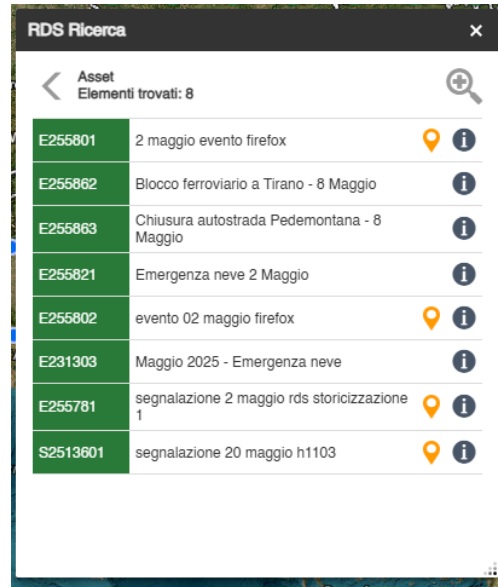 RDS Ricerca
Asset
Elementi trovati: 8
E255801 2 maggio evento firefox
E255862 Blocco ferroviario a Tirano - 8 Maggio
E255863 Chiusura autostrada Pedemontana - 8
Maggio
E255821 Emergenza neve 2 Maggio
E255802 evento 02 maggio firefox
E231303 Maggio 2025 - Emergenza neve
E255781 segnalazione 2 maggio rds storicizzazione
1
S2513601 segnalazione 20 maggio h1103